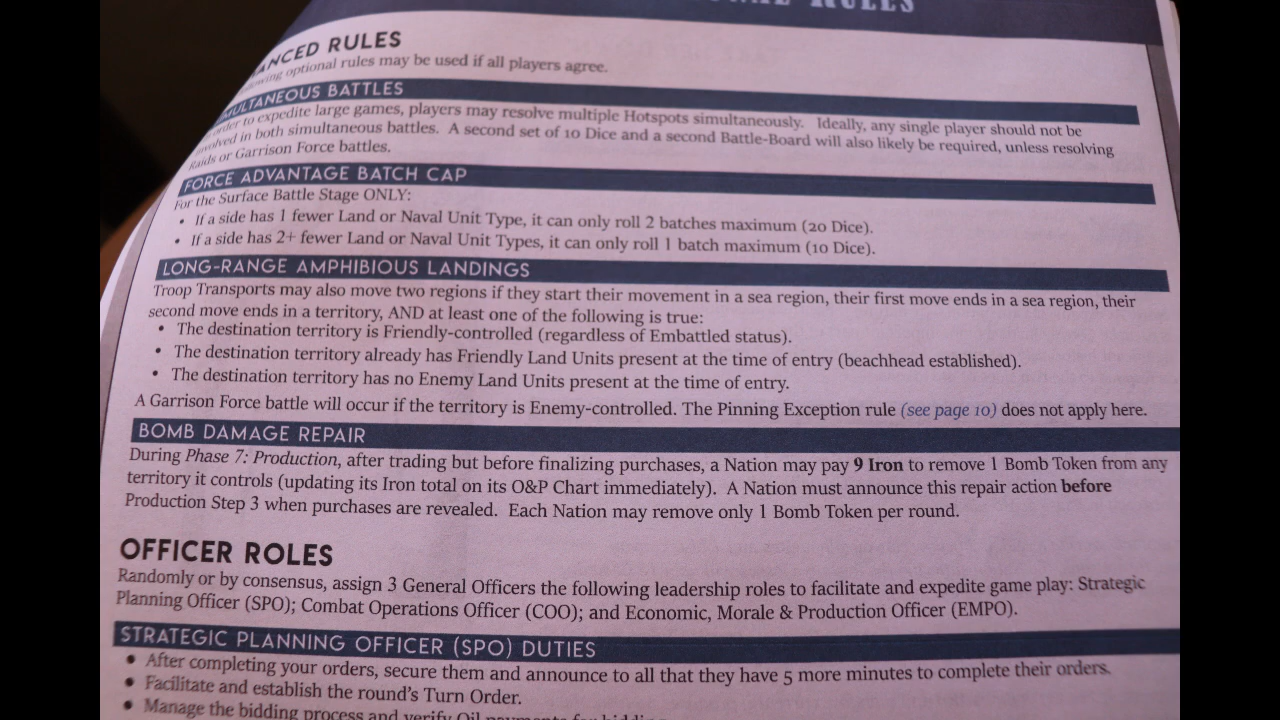 RULES
ANCED RULES
owing optional rules may be used if all players agree.
MULTANEOUS BATTLES
order to expedite large games, players may resolve multiple Hotspots simultaneously. Ideally, any single player should not be
involved in both simultaneous battles. A second set of 10 Dice and a second Battle-Board will also likely be required, unless resolving
Raids or Garrison Force battles.
FORCE ADVANTAGE BATCH CAP
For the Surface Battle Stage ONLY:
• If a side has 1 fewer Land or Naval Unit Type, it can only roll 2 batches maximum (20 Dice).
• If a side has 2+ fewer Land or Naval Unit Types, it can only roll 1 batch maximum (10 Dice).
LONG-RANGE AMPHIBIOUS LANDINGS
Troop Transports may also move two regions if they start their movement in a sea region, their first move ends in a sea region, their
second move ends in a territory, AND at least one of the following is true:
• The destination territory is Friendly-controlled (regardless of Embattled status).
• The destination territory already has Friendly Land Units present at the time of entry (beachhead established).
• The destination territory has no Enemy Land Units present at the time of entry.
A Garrison Force battle will occur if the territory is Enemy-controlled. The Pinning Exception rule (see page 10) does not apply here.
BOMB DAMAGE REPAIR
During Phase 7: Production, after trading but before finalizing purchases, a Nation may pay 9 Iron to remove 1 Bomb Token from any
territory it controls (updating its Iron total on its O&P Chart immediately). A Nation must announce this repair action before
Production Step 3 when purchases are revealed. Each Nation may remove only 1 Bomb Token per round.
OFFICER ROLES
Randomly or by consensus, assign 3 General Officers the following leadership roles to facilitate and expedite game play: Strategic
Planning Officer (SPO); Combat Operations Officer (COO); and Economic, Morale & Production Officer (EMPO).
STRATEGIC PLANNING OFFICER (SPO) DUTIES
• After completing your orders, secure them and announce to all that they have 5 more minutes to complete their orders.
• Facilitate and establish the round's Turn Order.
• Manage the bidding process and verify Oil payments for bidding